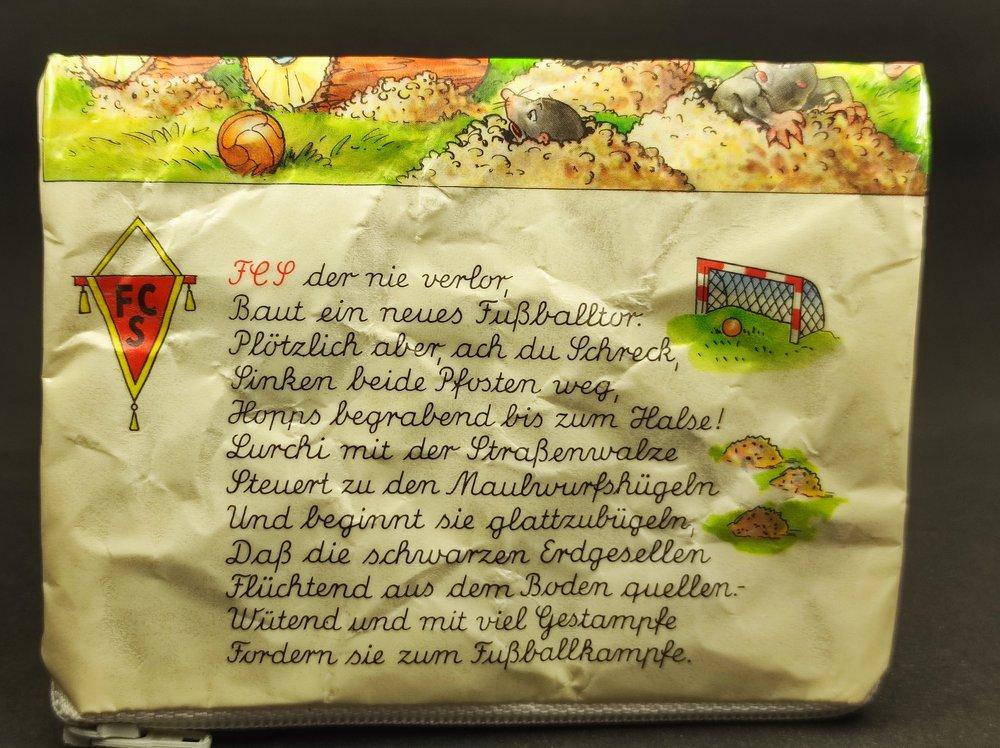 FC
S
FCS der nie verlor,
Baut ein neues Fußballtor.
Plötzlich aber, ach du Schreck,
Sinken beide Pfosten weg,
Hopps begrabend bis zum Halse!
Lurchi mit der Straßenwalze
Steuert zu den Maulwurfshügeln
Und beginnt sie glattzubügeln,
Daß die schwarzen Erdgesellen
Flüchtend aus dem Boden quellen.-
Wütend und mit viel Gestampfe
Fordern sie zum Fußballkampfe.